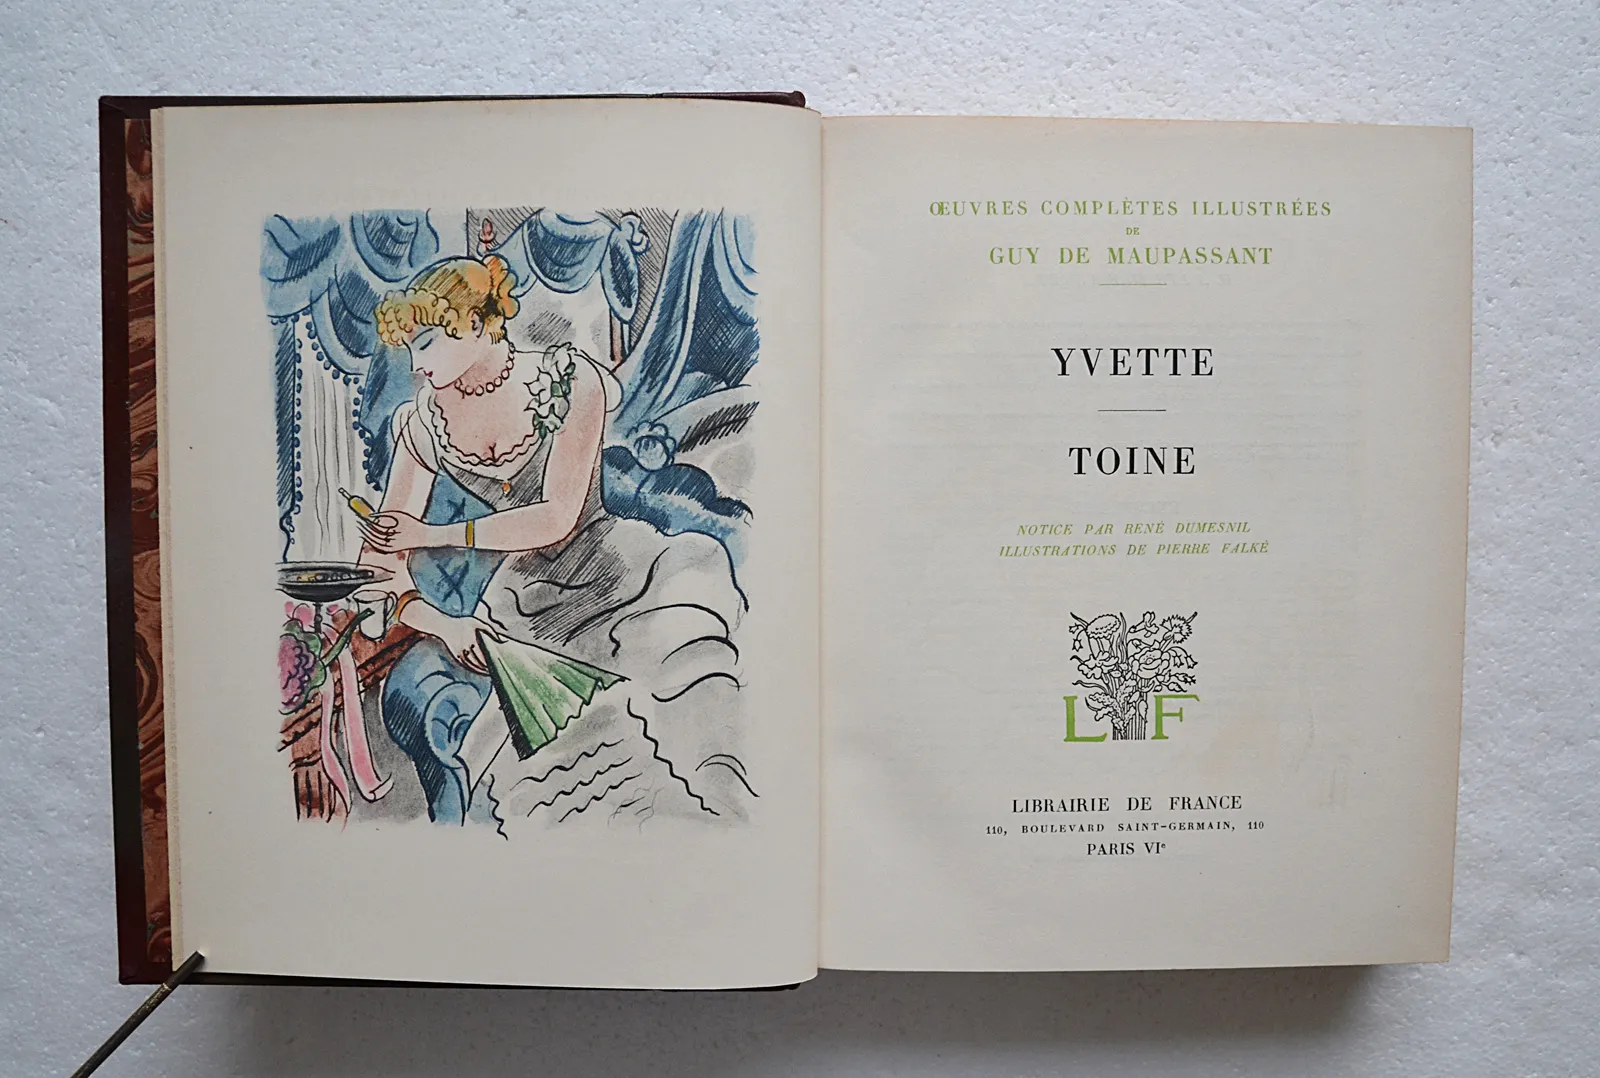 ŒUVRES COMPLÈTES ILLUSTRÉES
DE
GUY DE MAUPASSANT
YVETTE
TOINE
NOTICE PAR RENÉ DUMESNIL
ILLUSTRATIONS DE PIERRE FALKÉ
L F
LIBRAIRIE DE FRANCE
110, BOULEVARD SAINT-GERMAIN, 110
PARIS VIᵉ